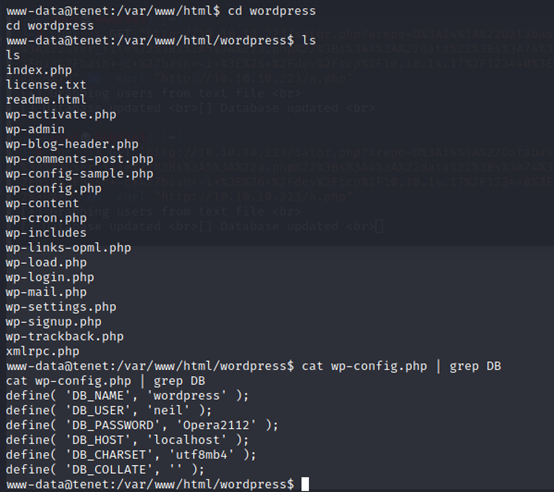 www-data@tenet:/var/www/html$ cd wordpress
cd wordpress
www-data@tenet:/var/www/html/wordpress$ ls
ls
index.php
license.txt
readme.html
wp-activate.php
wp-admin
wp-blog-header.php
wp-comments-post.php
wp-config-sample.php
wp-config.php
wp-content
wp-cron.php
wp-includes
wp-links-opml.php
wp-load.php
wp-login.php
wp-mail.php
wp-settings.php
wp-signup.php
wp-trackback.php
xmlrpc.php
www-data@tenet:/var/www/html/wordpress$ cat wp-config.php | grep DB
cat wp-config.php | grep DB
define( 'DB_NAME', 'wordpress' );
define( 'DB_USER', 'neil' );
define( 'DB_PASSWORD', 'Opera2112' );
define( 'DB_HOST', 'localhost' );
define( 'DB_CHARSET', 'utf8mb4' );
define( 'DB_COLLATE', '' );
www-data@tenet:/var/www/html/wordpress$